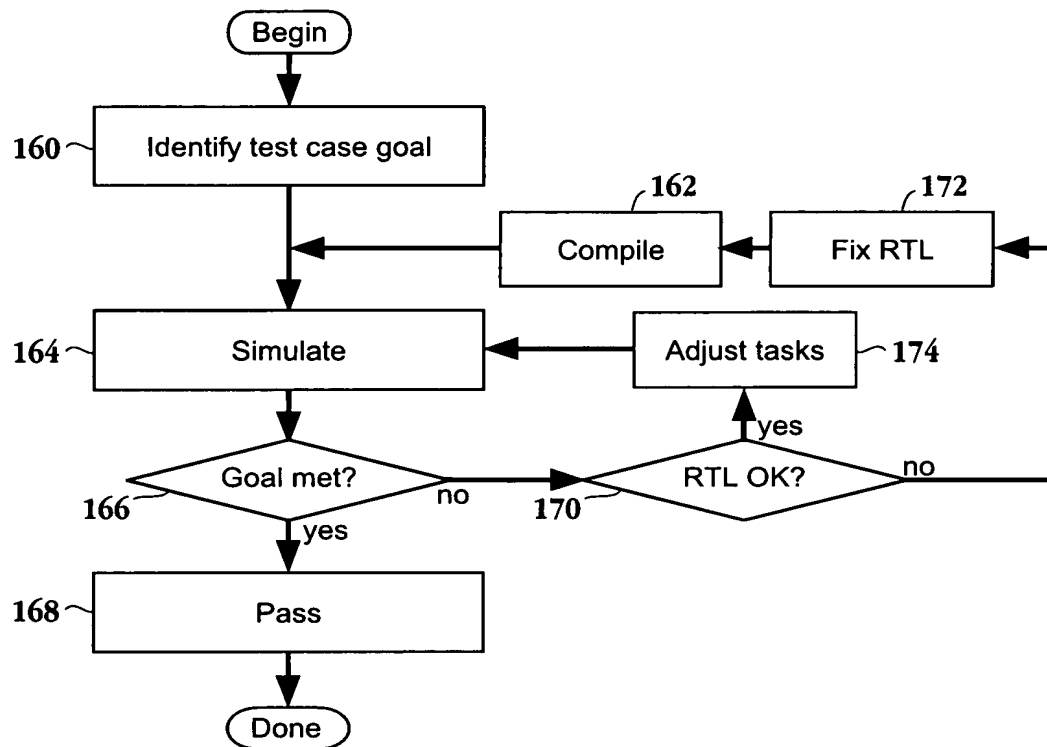 Begin
160
Identify test case goal
162
172
Compile
Fix RTL
164
Simulate
Adjust tasks
174
yes
Goal met?
no
RTL OK?
no
166
170
yes
168
Pass
Done